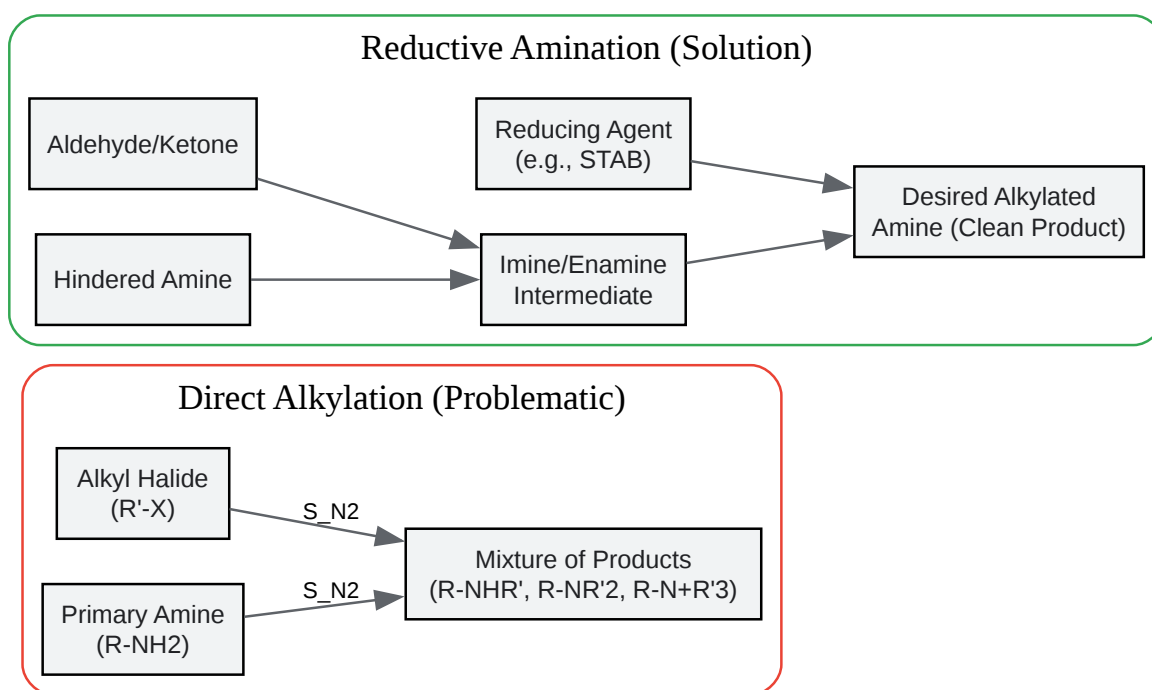 Reductive Amination (Solution)
Aldehyde/Ketone
Reducing Agent
(e.g., STAB)
Desired Alkylated
Amine (Clean Product)
Hindered Amine
Imine/Enamine
Intermediate
Direct Alkylation (Problematic)
Alkyl Halide
(R'-X)
S_N2
Mixture of Products
(R-NHR', R-NR'2, R-N+R'3)
S_N2
Primary Amine
(R-NH2)